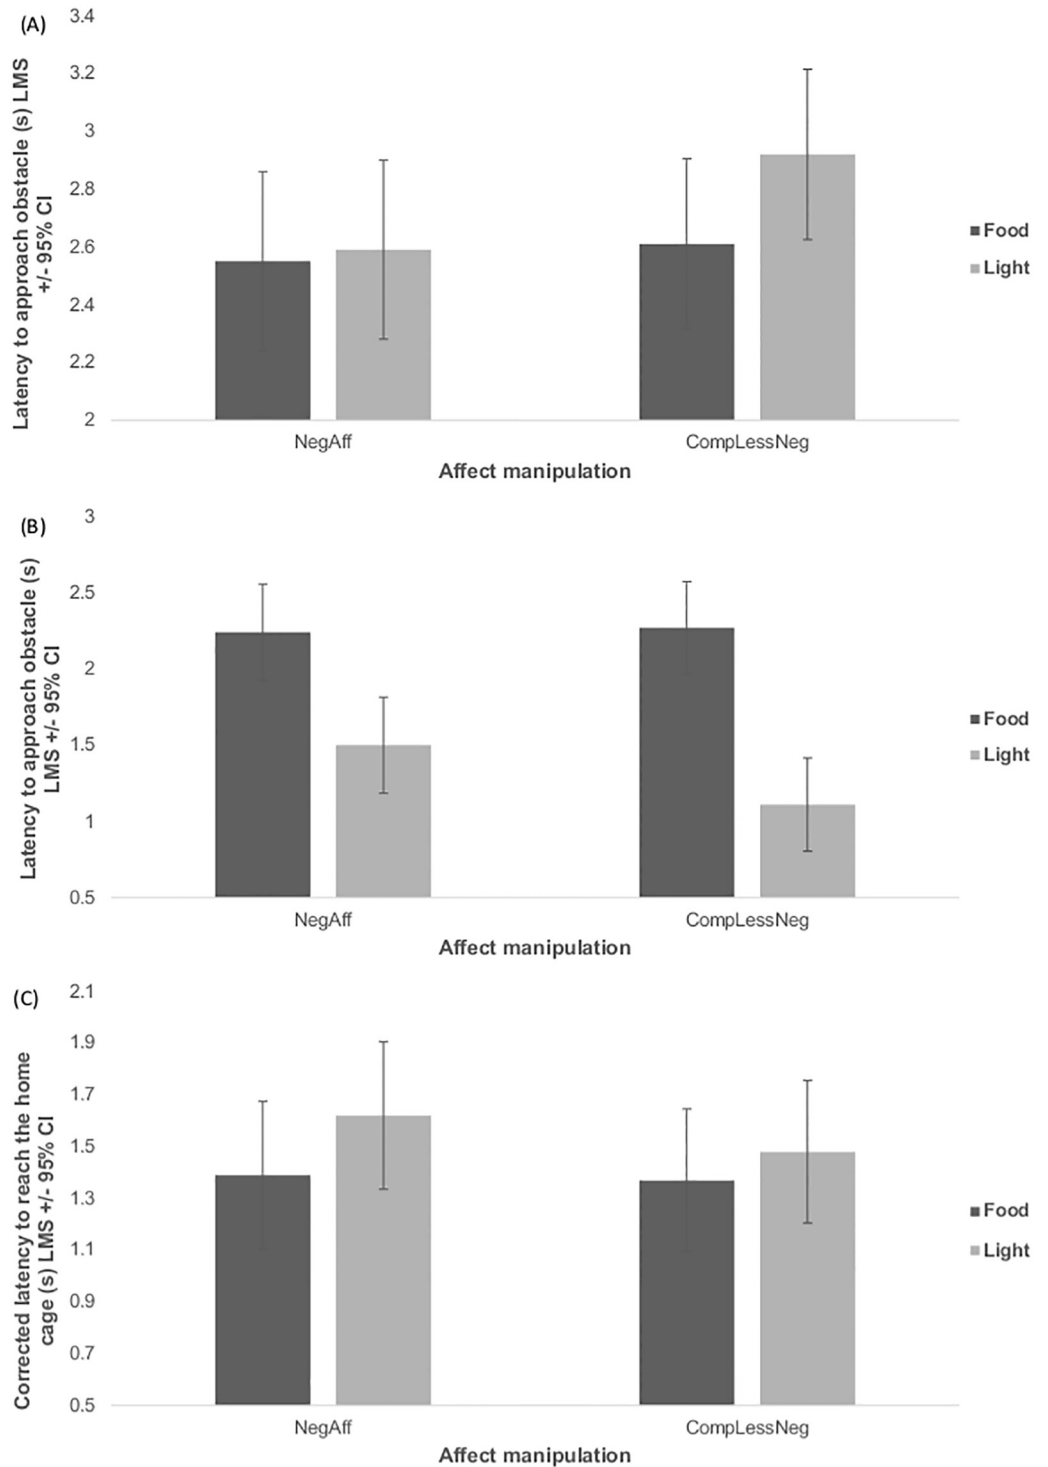 (A)
Latency to approach obstacle (s) LMS
+/- 95% CI
3.4
3.2
3
2.8
2.6
2.4
2.2
2
NegAff
CompLessNeg
Affect manipulation
Food
Light
(B)
Latency to approach obstacle (s)
LMS +/- 95% CI
3
2.5
2
1.5
1
0.5
NegAff
CompLessNeg
Affect manipulation
Food
Light
(C)
Corrected latency to reach the home
cage (s) LMS +/- 95% CI
2.1
1.9
1.7
1.5
1.3
1.1
0.9
0.7
0.5
NegAff
CompLessNeg
Affect manipulation
Food
Light